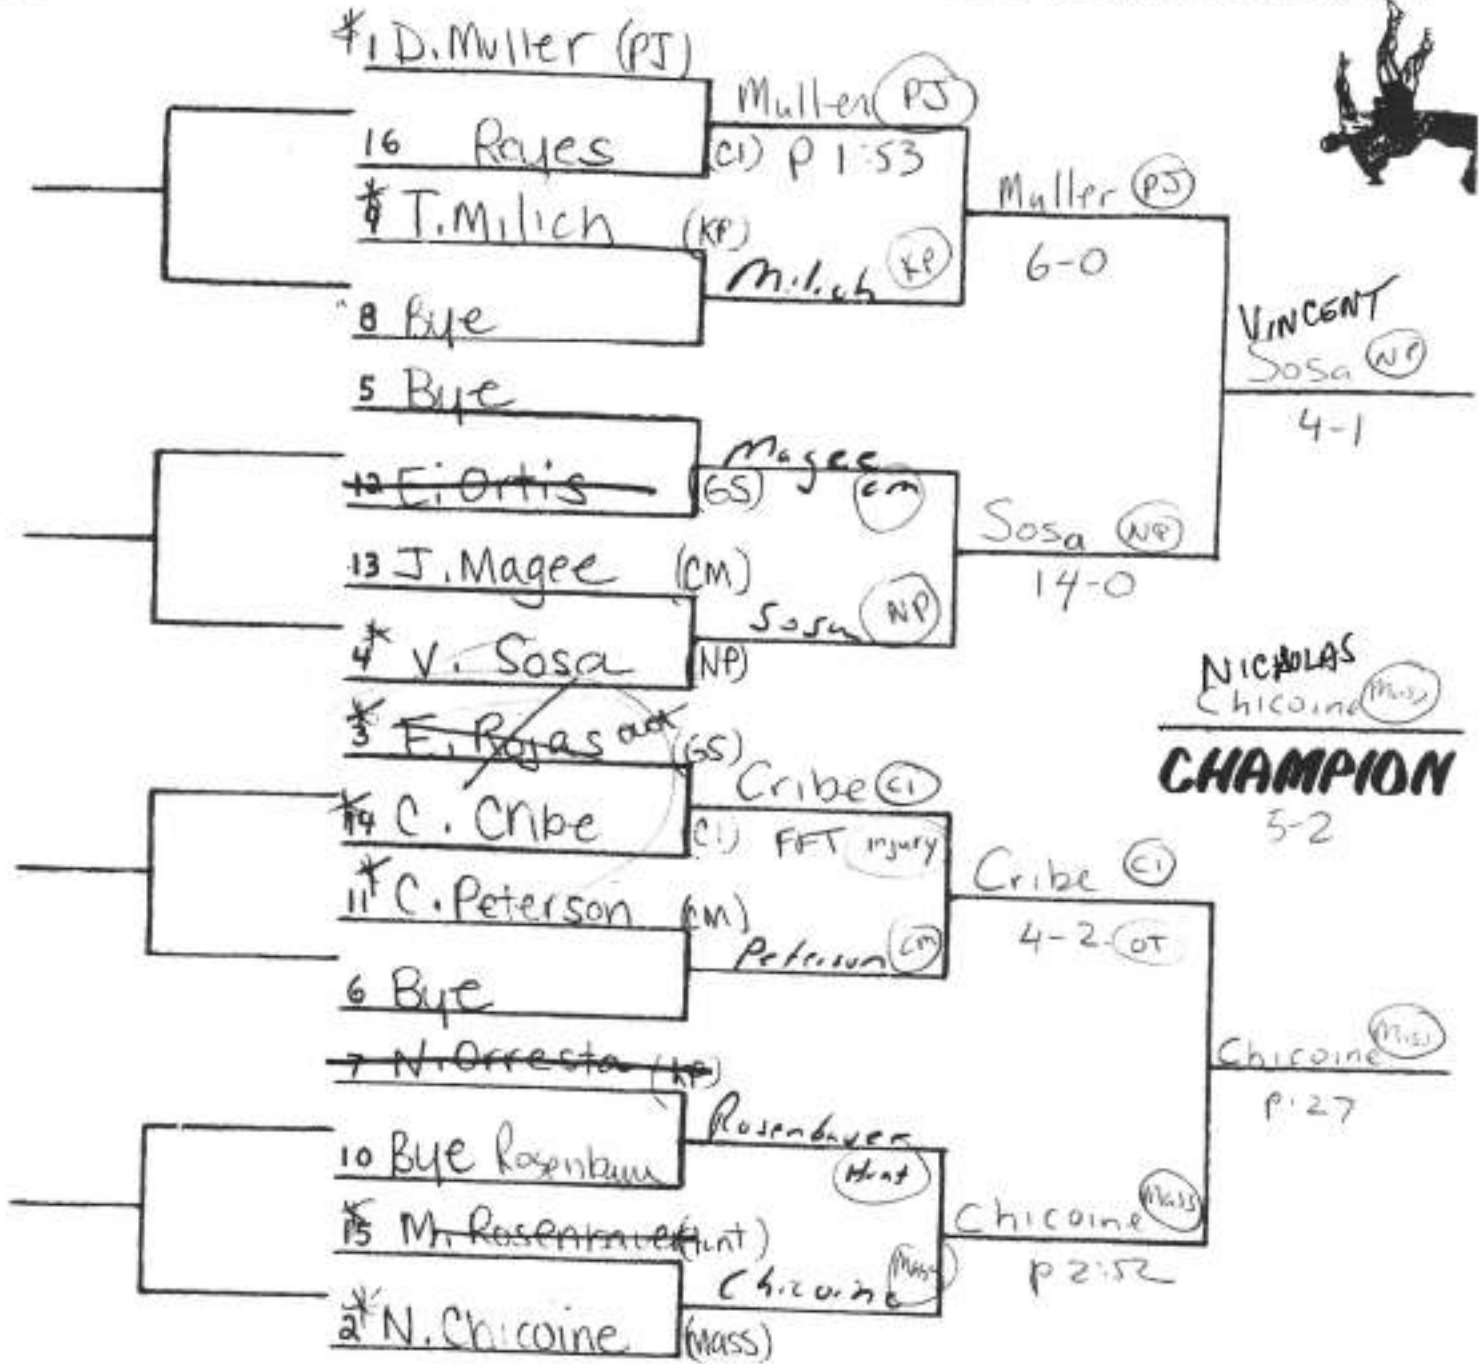 *1 D. Muller (PJ)
Muller (PJ)
16 Royes
(CI) P 1:53
Muller (PJ)
*9 T. Milich (KP)
6-0
Milich (KP)
8 Bye
VINCENT
Sosa (NP)
4-1
5 Bye
Magee (CM)
12 E. Ortis (GS)
Sosa (NP)
14-0
13 J. Magee (CM)
Sosa (NP)
4* V. Sosa (NP)
NICHOLAS
Chicoine (Mass)
CHAMPION
5-2
*3 E. Rojas out (GS)
Cribe (CI)
*14 C. Cribe (CI)
FFT injury
Cribe (CI)
4-2 (OT)
11* C. Peterson (CM)
Peterson (CM)
6 Bye
Chicoine (Mass)
P :27
7 N. Orresta (KP)
Rosenbauer (Hunt)
10 Bye
*15 M. (Hunt)
Chicoine (Mass)
P 2:52
Chicoine (Mass)
2* N. Chicoine (MASS)